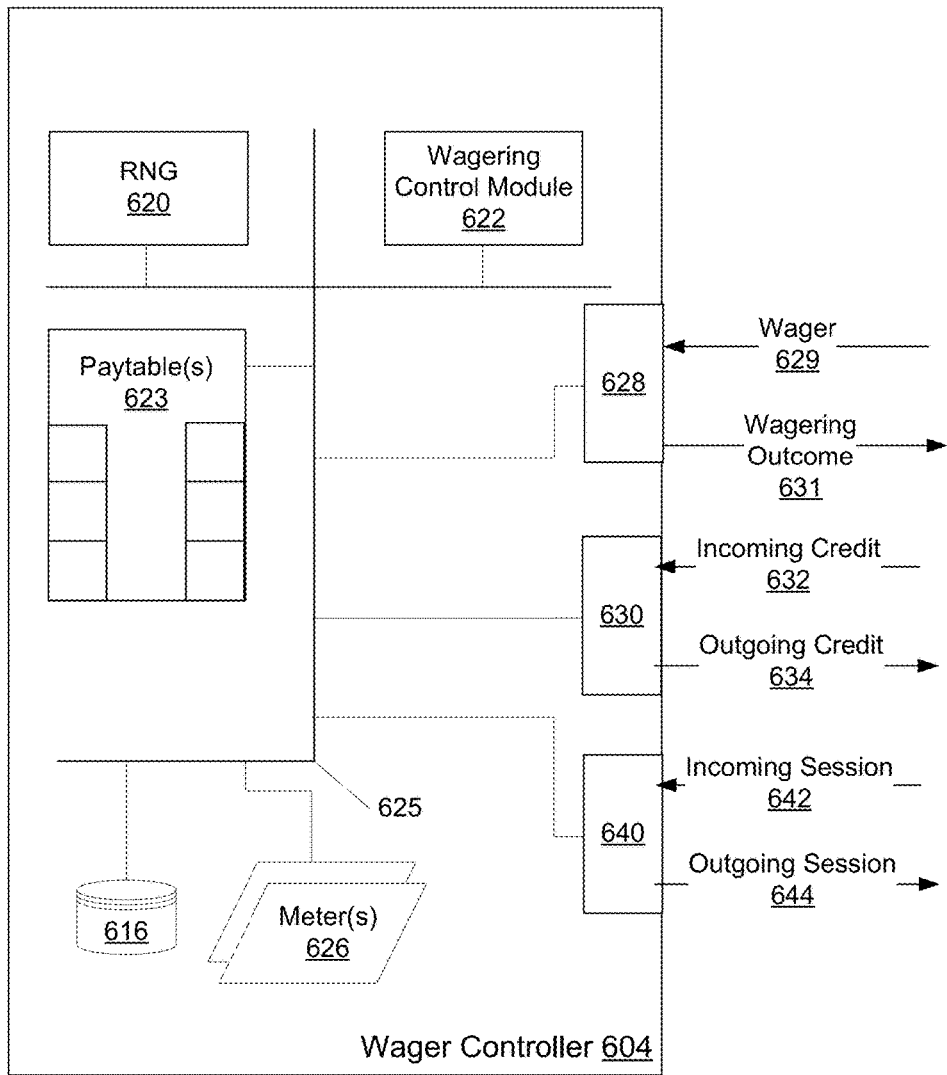 RNG
620
Wagering
Control Module
622
Paytable(s)
623
628
Wager
629
Wagering
Outcome
631
630
Incoming Credit
632
Outgoing Credit
634
640
Incoming Session
642
Outgoing Session
644
625
616
Meter(s)
626
Wager Controller 604